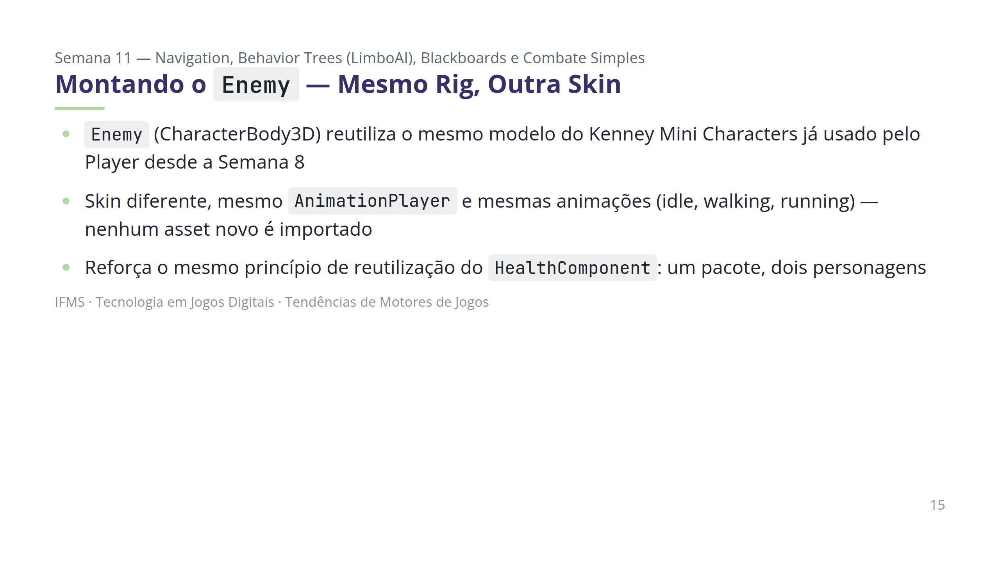 Semana 11 — Navigation, Behavior Trees (LimboAI), Blackboards e Combate Simples
Montando o Enemy — Mesmo Rig, Outra Skin
Enemy (CharacterBody3D) reutiliza o mesmo modelo do Kenney Mini Characters já usado pelo
Player desde a Semana 8
Skin diferente, mesmo AnimationPlayer e mesmas animações (idle, walking, running) —
nenhum asset novo é importado
Reforça o mesmo princípio de reutilização do HealthComponent: um pacote, dois personagens
IFMS · Tecnologia em Jogos Digitais · Tendências de Motores de Jogos
15